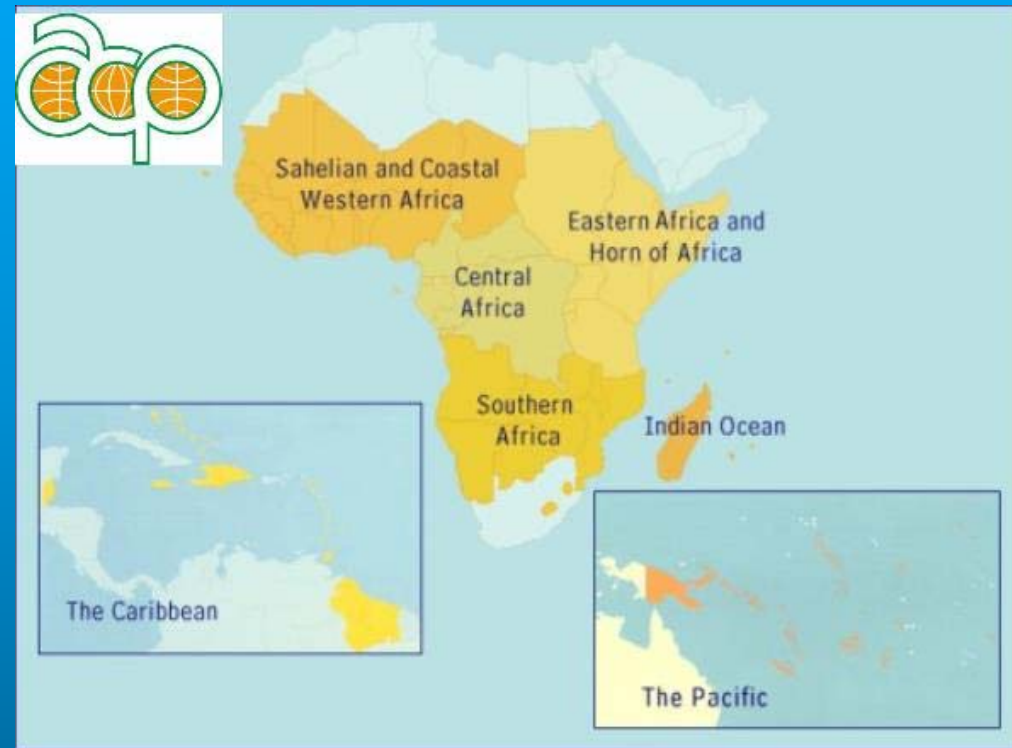 acp
Sahelian and Coastal
Western Africa
Eastern Africa and
Horn of Africa
Central
Africa
Southern
Africa
Indian Ocean
The Caribbean
The Pacific